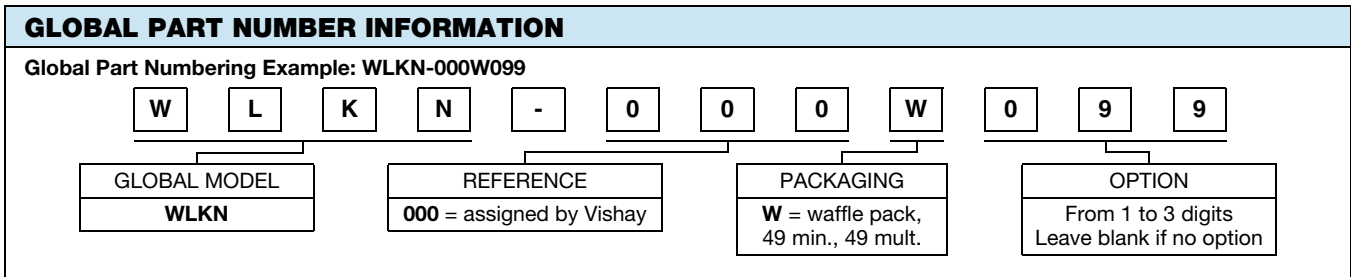 GLOBAL PART NUMBER INFORMATION
Global Part Numbering Example: WLKN-000W099
W L K N - 0 0 0 W 0 9 9
GLOBAL MODEL
WLKN
REFERENCE
000 = assigned by Vishay
PACKAGING
W = waffle pack,
49 min., 49 mult.
OPTION
From 1 to 3 digits
Leave blank if no option